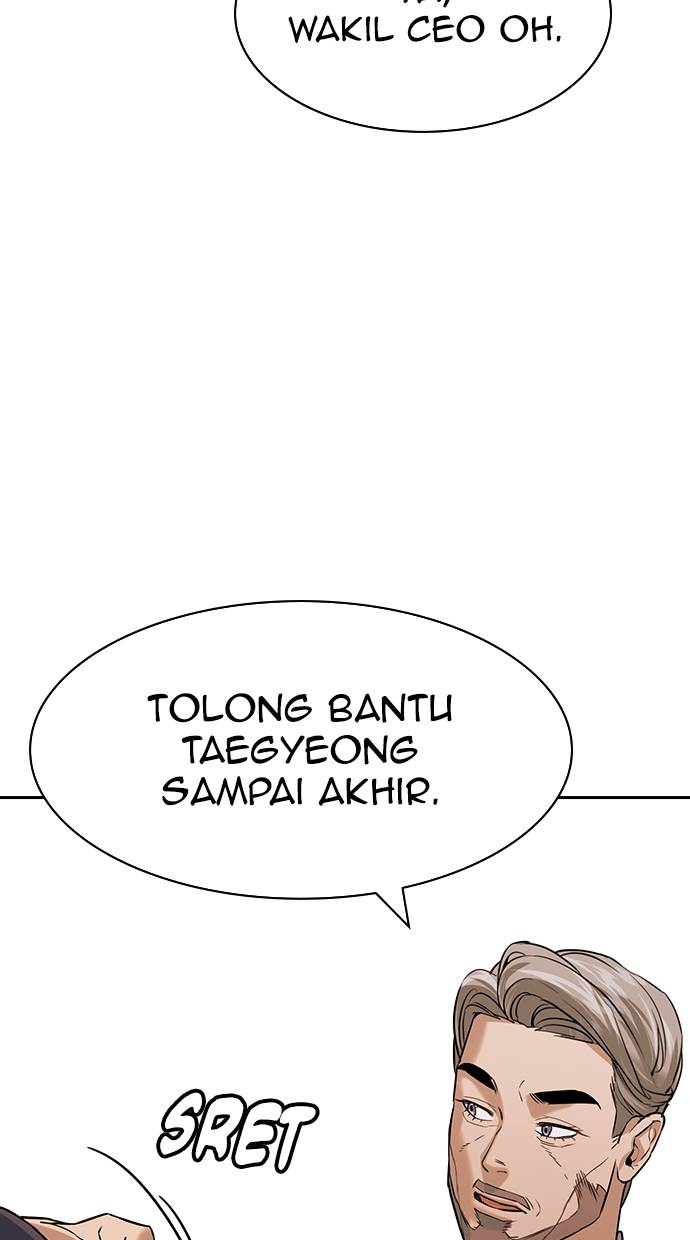 WAKIL CEO OH.
TOLONG BANTU
TAEGYEONG
SAMPAI AKHIR.
SRET